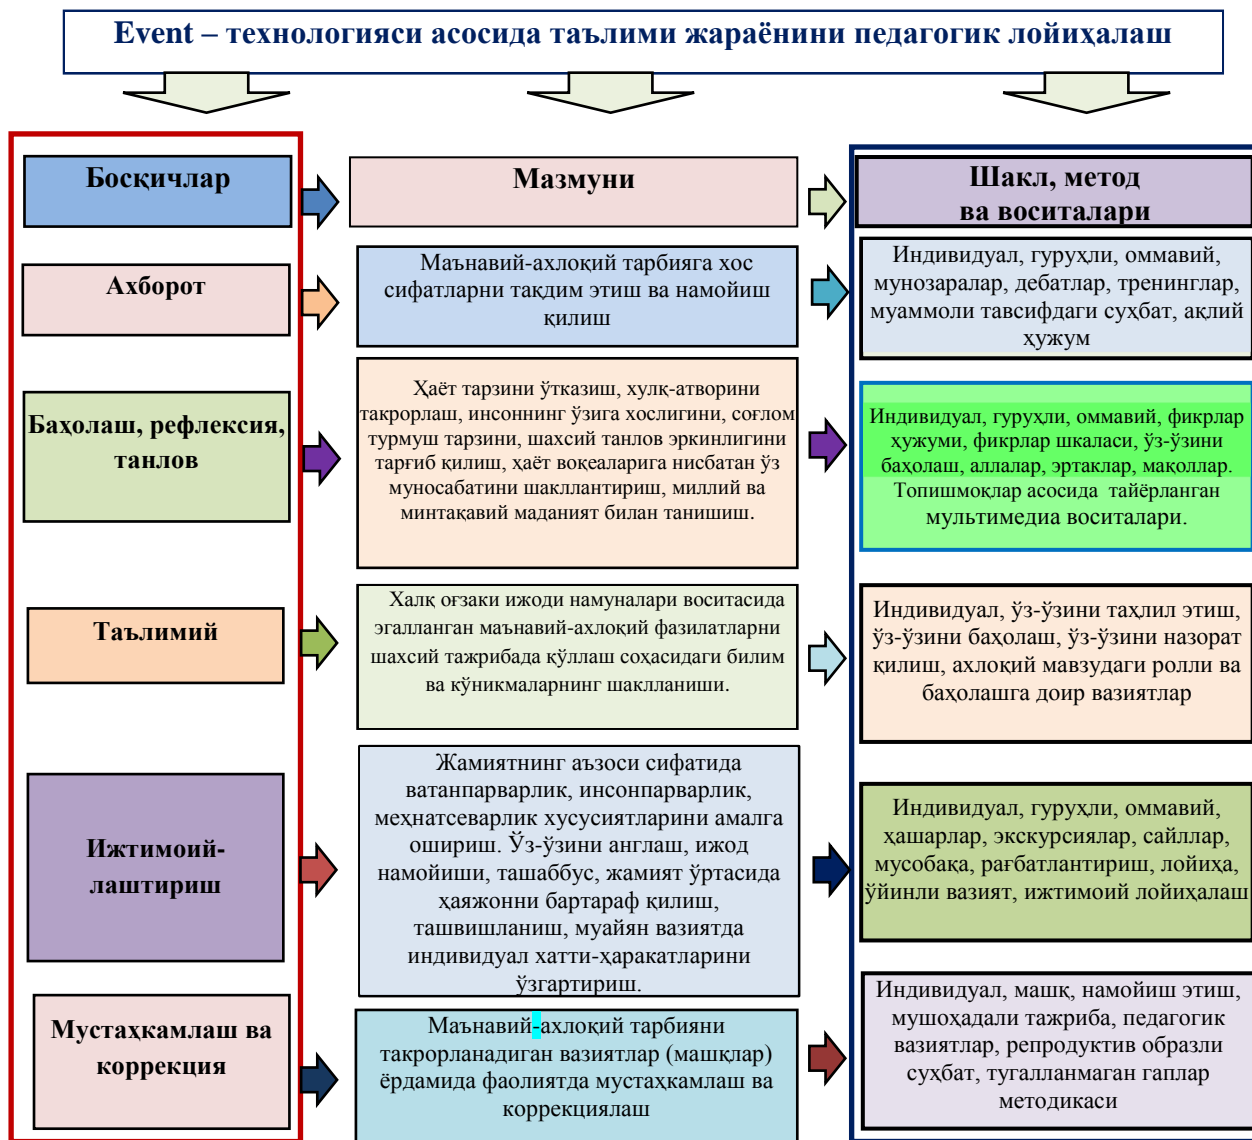 Event – технологияси асосида таълими жараёнини педагогик лойиҳалаш
Босқичлар
Мазмуни
Шакл, метод
ва воситалари
Ахборот
Маънавий-ахлоқий тарбияга хос
сифатларни тақдим этиш ва намойиш
қилиш
Индивидуал, гуруҳли, оммавий,
мунозаралар, дебатлар, тренинглар,
муаммоли тавсифдаги суҳбат, ақлий
ҳужум
Баҳолаш, рефлексия,
танлов
Ҳаёт тарзини ўтказиш, хулқ-атворини
такрорлаш, инсоннинг ўзига хослигини, соғлом
турмуш тарзини, шахсий танлов эркинлигини
тарғиб қилиш, ҳаёт воқеаларига нисбатан ўз
муносабатини шакллантириш, миллий ва
минтақавий маданият билан танишиш.
Индивидуал, гуруҳли, оммавий, фикрлар
ҳужуми, фикрлар шкаласи, ўз-ўзини
баҳолаш, аллалар, эртаклар, мақоллар.
Топишмоқлар асосида тайёрланган
мультимедиа воситалари.
Таълимий
Халқ оғзаки ижоди намуналари воситасида
эгалланган маънавий-ахлоқий фазилатларни
шахсий тажрибада қўллаш соҳасидаги билим
ва кўникмаларнинг шаклланиши.
Индивидуал, ўз-ўзини таҳлил этиш,
ўз-ўзини баҳолаш, ўз-ўзини назорат
қилиш, ахлоқий мавзудаги ролли ва
баҳолашга доир вазиятлар
Ижтимоий-
лаштириш
Жамиятнинг аъзоси сифатида
ватанпарварлик, инсонпарварлик,
меҳнатсеварлик хусусиятларини амалга
ошириш. Ўз-ўзини англаш, ижод
намойиши, ташаббус, жамият ўртасида
ҳаяжонни бартараф қилиш,
ташвишланиш, муайян вазиятда
индивидуал хатти-ҳаракатларини
ўзгартириш.
Индивидуал, гуруҳли, оммавий,
ҳашарлар, экскурсиялар, сайллар,
мусобақа, рағбатлантириш, лойиҳа,
ўйинли вазият, ижтимоий лойиҳалаш
Мустаҳкамлаш ва
коррекция
Маънавий-ахлоқий тарбияни
такрорланадиган вазиятлар (машқлар)
ёрдамида фаолиятда мустаҳкамлаш ва
коррекциялаш
Индивидуал, машқ, намойиш этиш,
мушоҳадали тажриба, педагогик
вазиятлар, репродуктив образли
суҳбат, тугалланмаган гаплар
методикаси